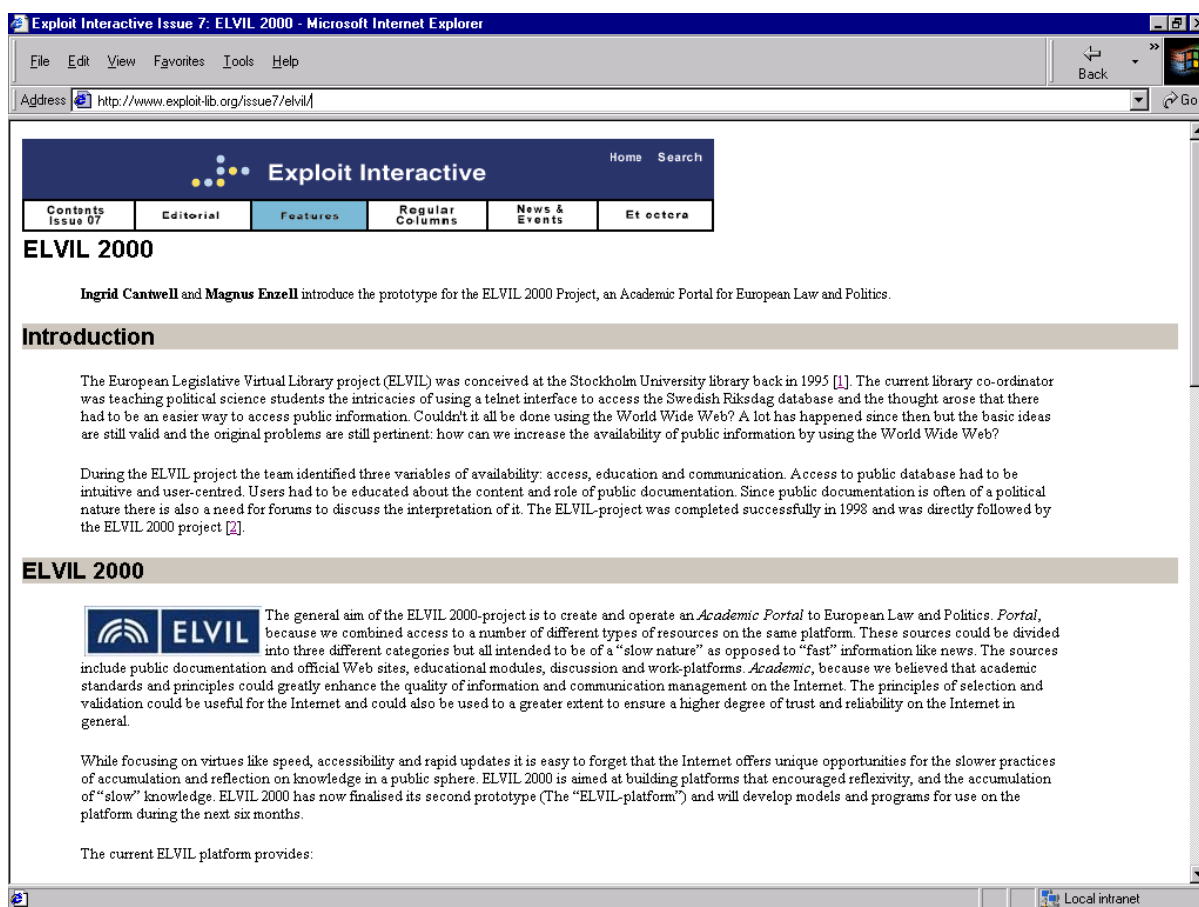 Exploit Interactive Issue 7: ELVIL 2000 - Microsoft Internet Explorer
File Edit View Favorites Tools Help
Back
»
Address http://www.exploit-lib.org/issue7/elvil/
Go
Home Search
Exploit Interactive
Contents Issue 07 Editorial Features Regular Columns News & Events Et cetera
ELVIL 2000
Ingrid Cantwell and Magnus Enzell introduce the prototype for the ELVIL 2000 Project, an Academic Portal for European Law and Politics.
Introduction
The European Legislative Virtual Library project (ELVIL) was conceived at the Stockholm University library back in 1995 [1]. The current library co-ordinator
was teaching political science students the intricacies of using a telnet interface to access the Swedish Riksdag database and the thought arose that there
had to be an easier way to access public information. Couldn't it all be done using the World Wide Web? A lot has happened since then but the basic ideas
are still valid and the original problems are still pertinent: how can we increase the availability of public information by using the World Wide Web?
During the ELVIL project the team identified three variables of availability: access, education and communication. Access to public database had to be
intuitive and user-centred. Users had to be educated about the content and role of public documentation. Since public documentation is often of a political
nature there is also a need for forums to discuss the interpretation of it. The ELVIL-project was completed successfully in 1998 and was directly followed by
the ELVIL 2000 project [2].
ELVIL 2000
ELVIL
The general aim of the ELVIL 2000-project is to create and operate an Academic Portal to European Law and Politics. Portal,
because we combined access to a number of different types of resources on the same platform. These sources could be divided
into three different categories but all intended to be of a “slow nature” as opposed to “fast” information like news. The sources
include public documentation and official Web sites, educational modules, discussion and work-platforms. Academic, because we believed that academic
standards and principles could greatly enhance the quality of information and communication management on the Internet. The principles of selection and
validation could be useful for the Internet and could also be used to a greater extent to ensure a higher degree of trust and reliability on the Internet in
general.
While focusing on virtues like speed, accessibility and rapid updates it is easy to forget that the Internet offers unique opportunities for the slower practices
of accumulation and reflection on knowledge in a public sphere. ELVIL 2000 is aimed at building platforms that encouraged reflexivity, and the accumulation
of “slow” knowledge. ELVIL 2000 has now finalised its second prototype (The “ELVIL-platform”) and will develop models and programs for use on the
platform during the next six months.
The current ELVIL platform provides:
Local intranet